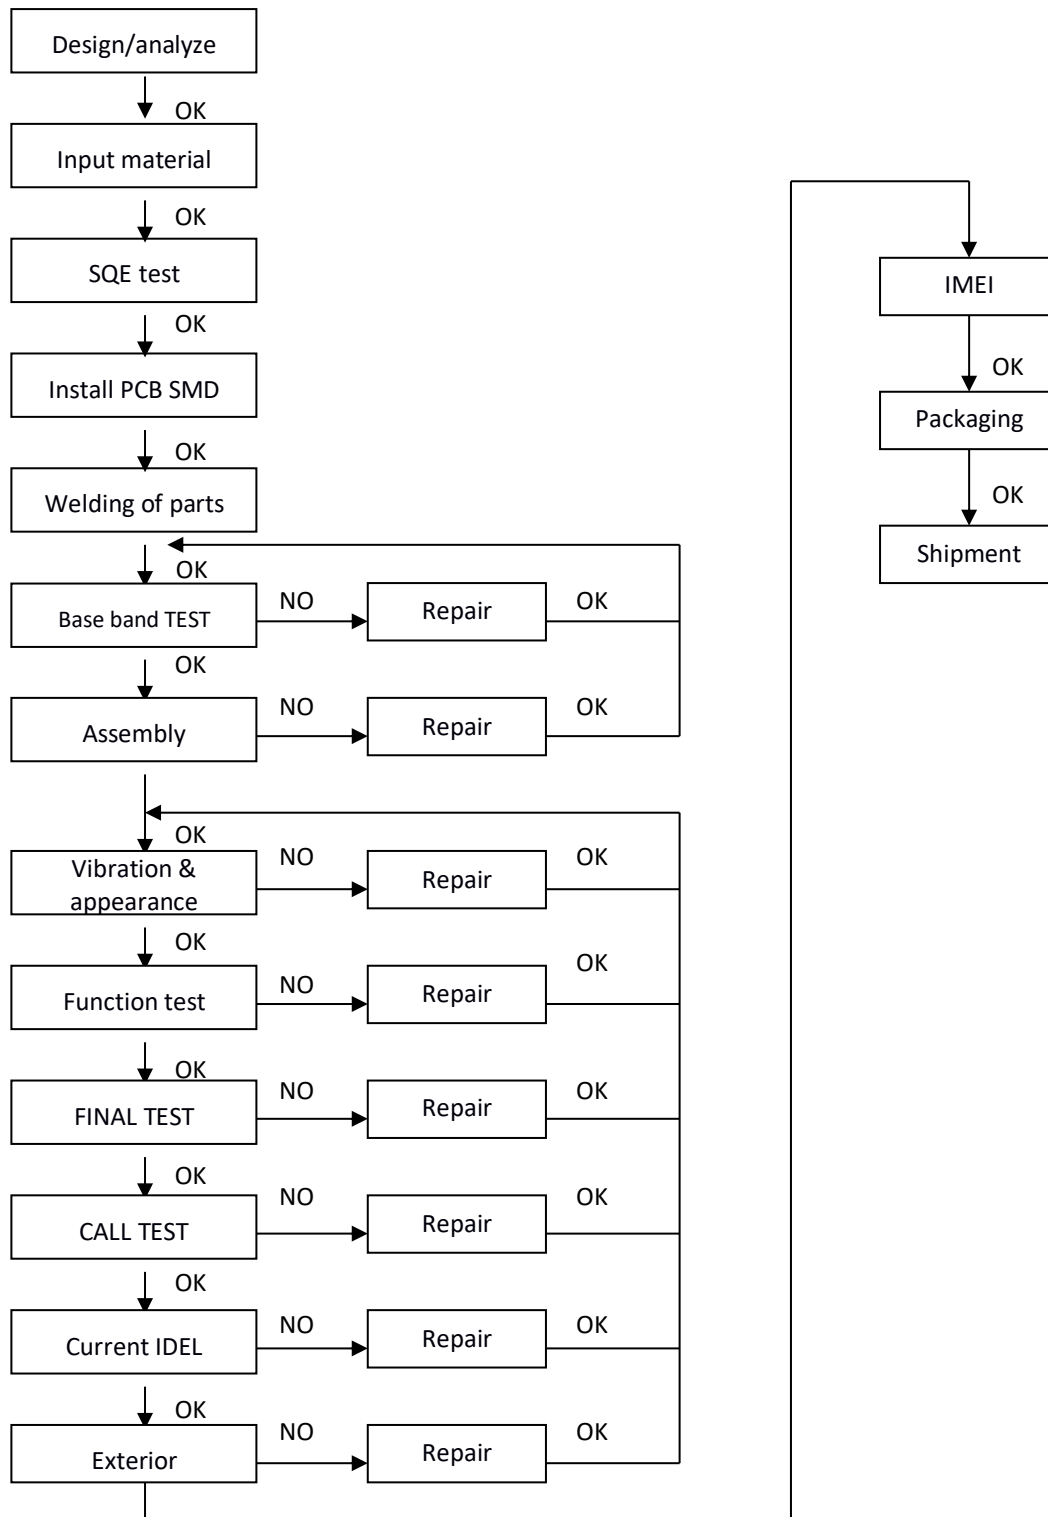 Design/analyze
OK
Input material
OK
SQE test
OK
Install PCB SMD
OK
Welding of parts
OK
Base band TEST
NO
Repair
OK
OK
Assembly
NO
Repair
OK
OK
Vibration &
appearance
NO
Repair
OK
OK
Function test
NO
Repair
OK
OK
FINAL TEST
NO
Repair
OK
OK
CALL TEST
NO
Repair
OK
OK
Current IDEL
NO
Repair
OK
OK
Exterior
NO
Repair
OK
IMEI
OK
Packaging
OK
Shipment